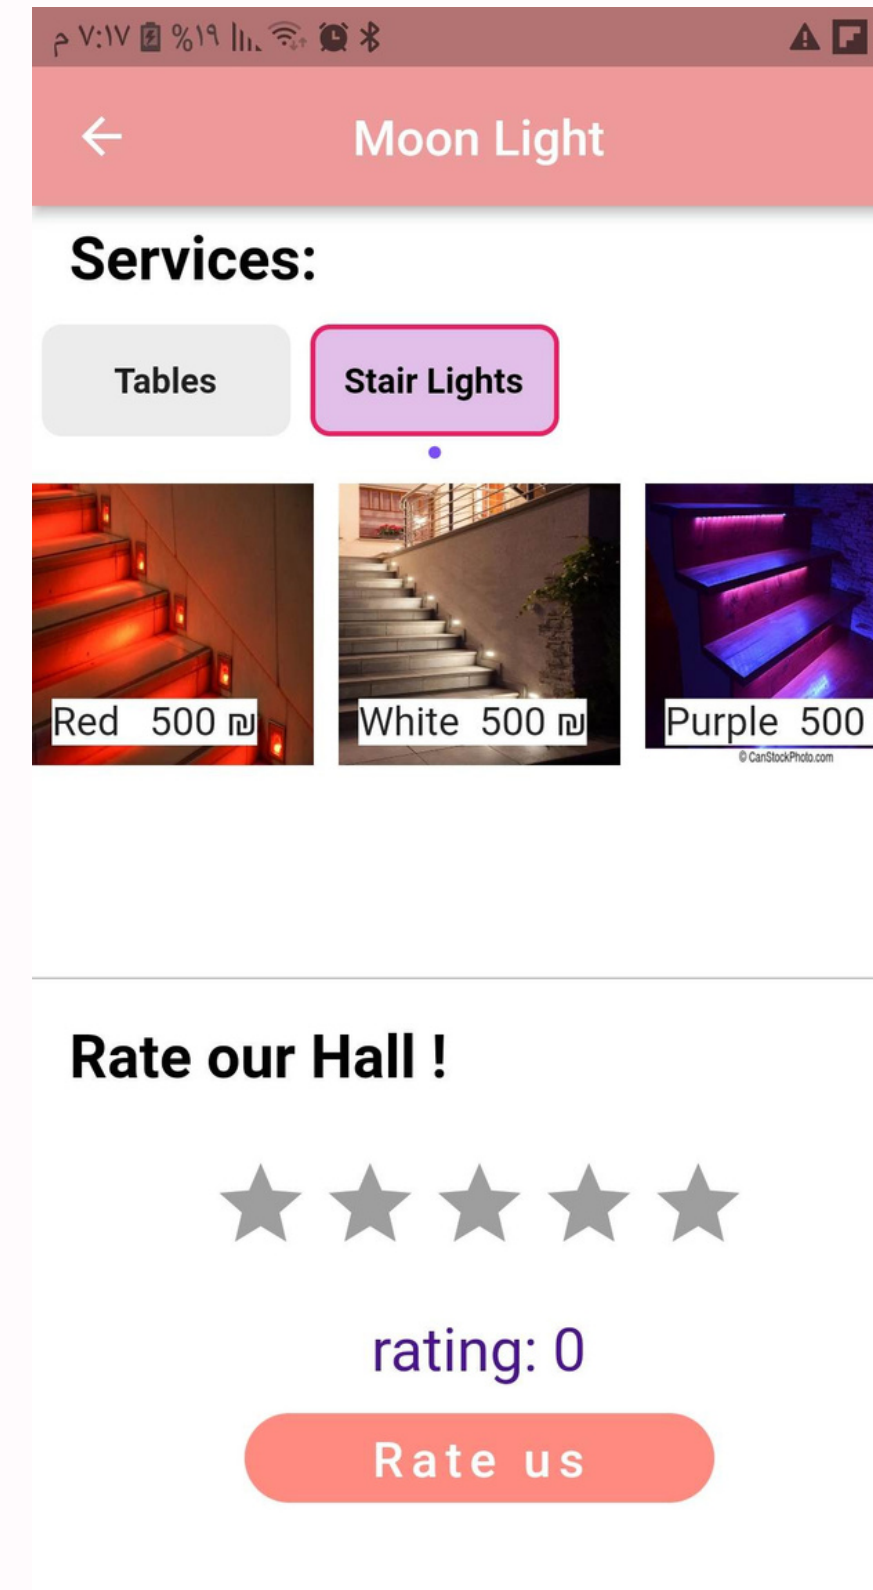 م ٧:١٧ %١٩
Moon Light
Services:
Tables
Stair Lights
Red 500 ₪
White 500 ₪
Purple 500
© CanStockPhoto.com
Rate our Hall !
rating: 0
Rate us